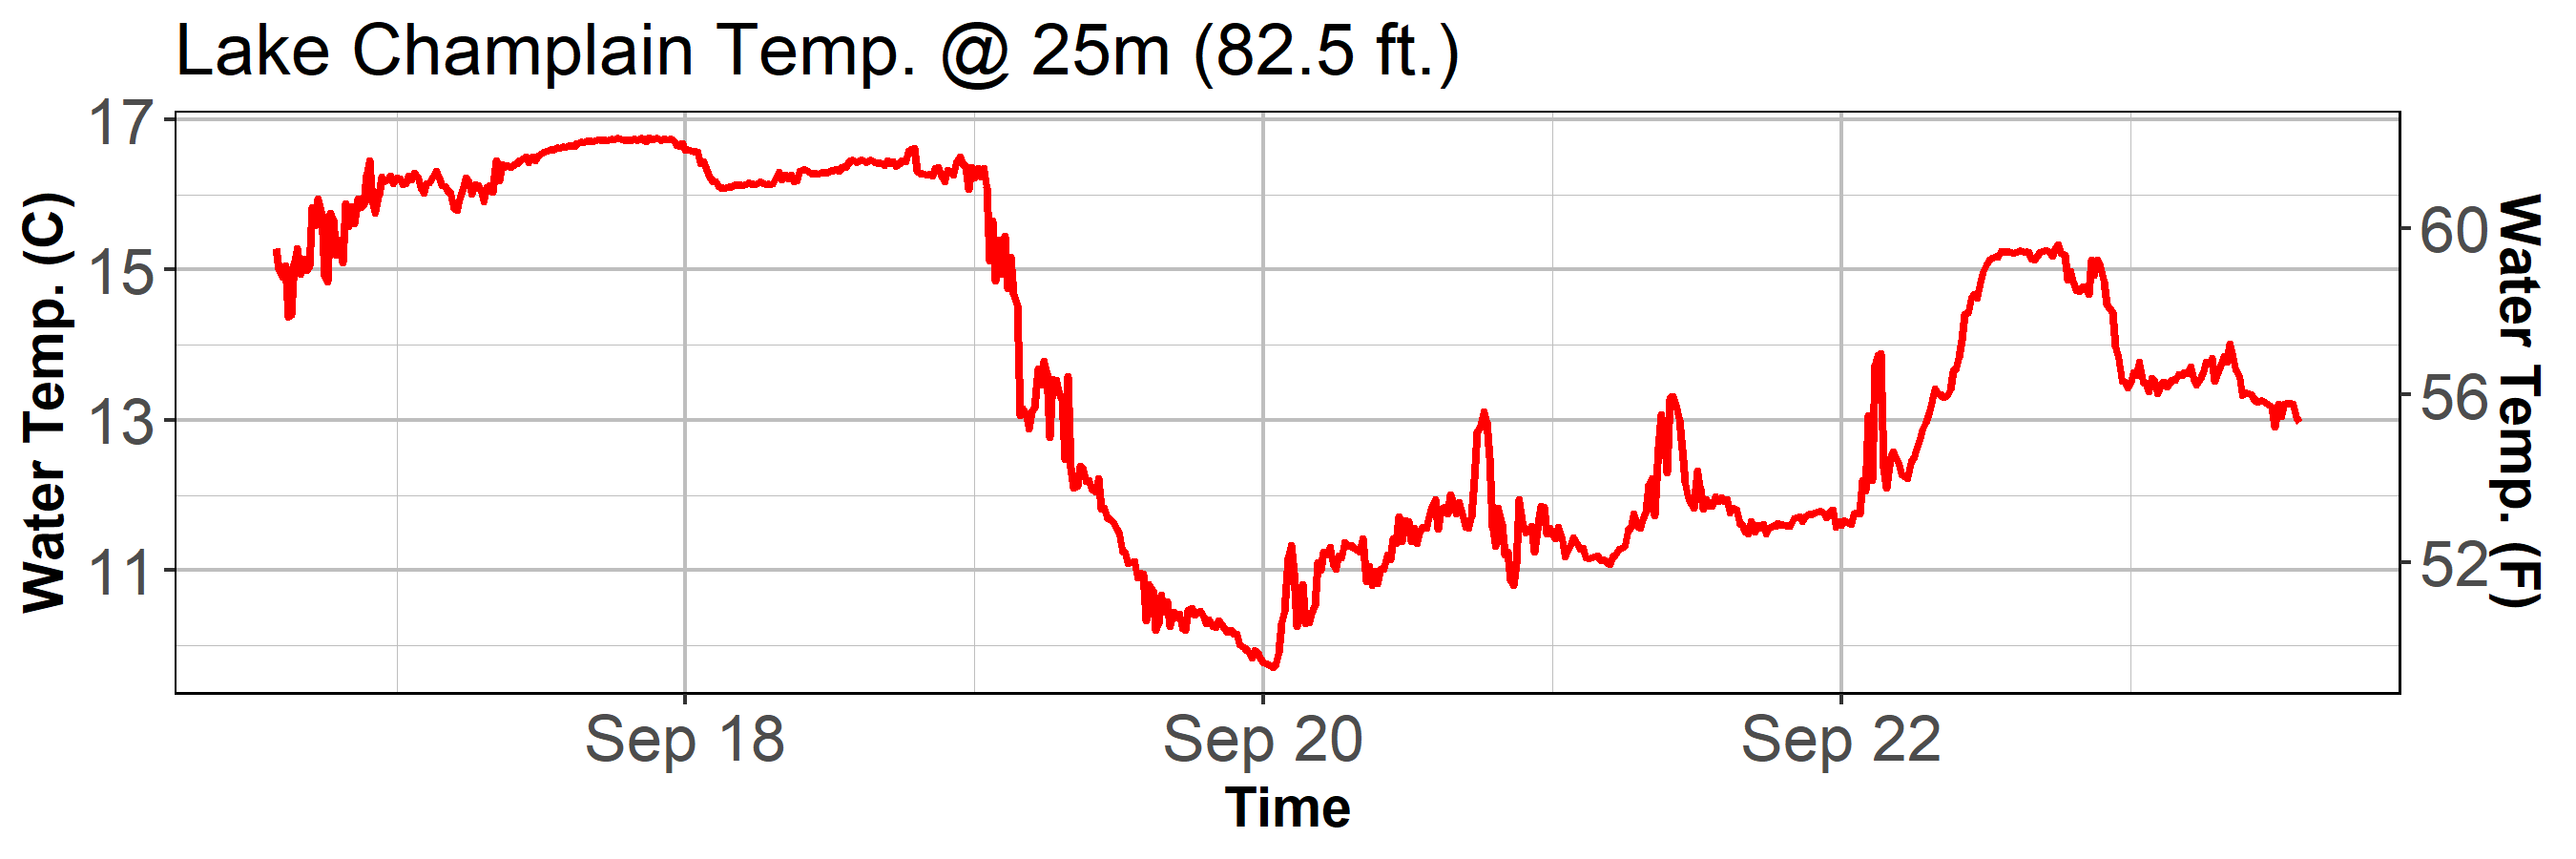 Lake Champlain Temp. @ 25m (82.5 ft.)
Water Temp. (C)
17
15
13
11
60
56
52
Water Temp. (F)
Sep 18 Sep 20 Sep 22
Time